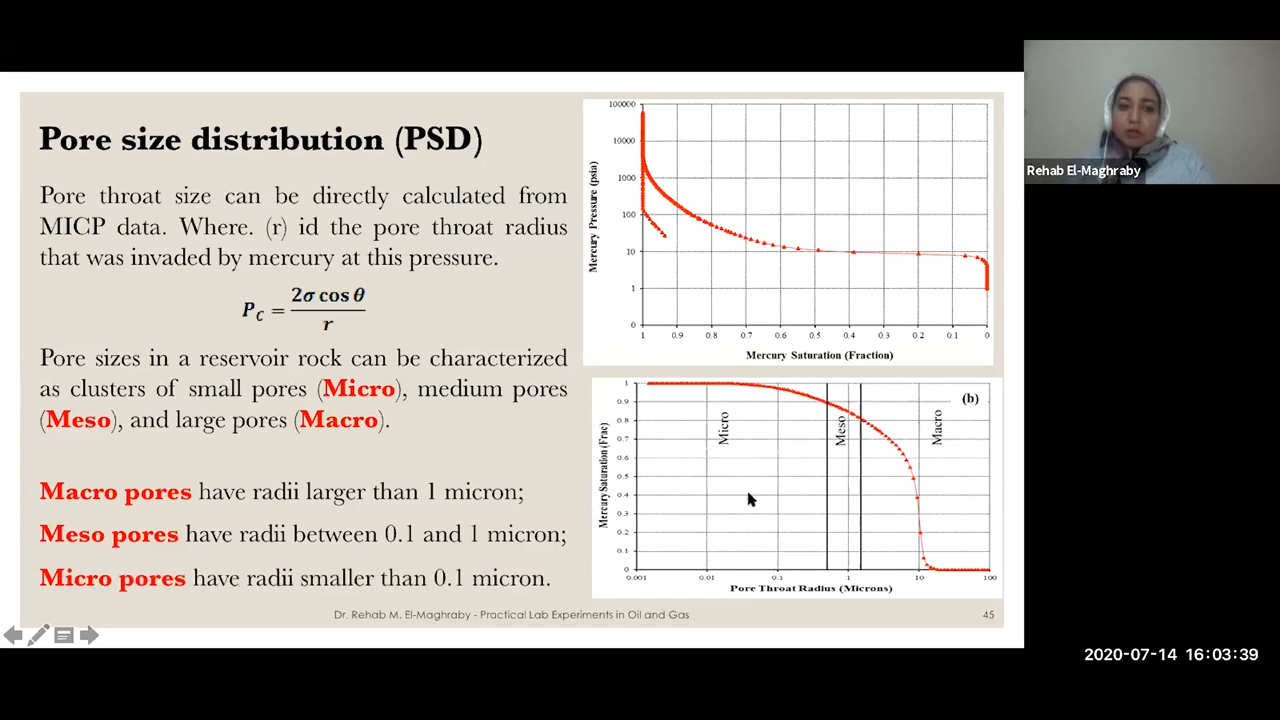 Pore size distribution (PSD)
Pore throat size can be directly calculated from
MICP data. Where. (r) id the pore throat radius
that was invaded by mercury at this pressure.
P_C = 2σ cos θ / r
Pore sizes in a reservoir rock can be characterized
as clusters of small pores (Micro), medium pores
(Meso), and large pores (Macro).
Macro pores have radii larger than 1 micron;
Meso pores have radii between 0.1 and 1 micron;
Micro pores have radii smaller than 0.1 micron.
Mercury Pressure (psia)
100000
10000
1000
100
10
1
0
1 0.9 0.8 0.7 0.6 0.5 0.4 0.3 0.2 0.1 0
Mercury Saturation (Fraction)
(b)
Mercury Saturation (Frac)
1
0.9
0.8
0.7
0.6
0.5
0.4
0.3
0.2
0.1
0
Micro
Meso
Macro
0.001 0.01 0.1 1 10 100
Pore Throat Radius (Microns)
Dr. Rehab M. El-Maghraby - Practical Lab Experiments in Oil and Gas
45
Rehab El-Maghraby
2020-07-14 16:03:39